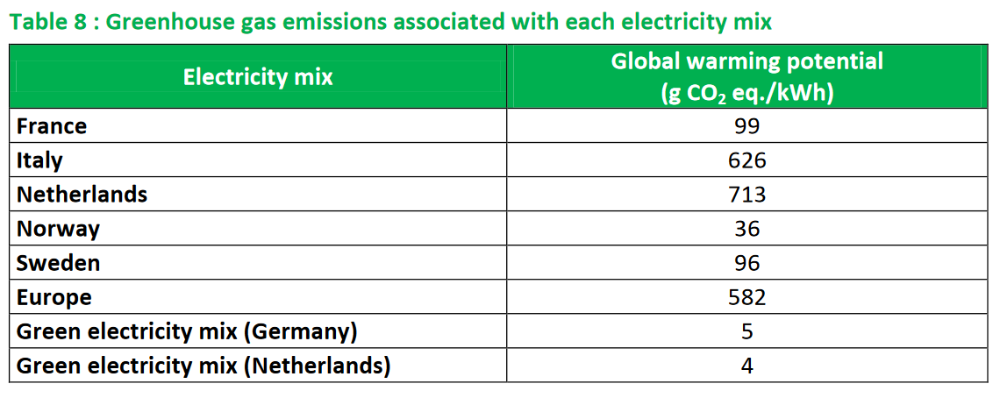 Table 8 : Greenhouse gas emissions associated with each electricity mix
Electricity mix
Global warming potential
(g CO₂ eq./kWh)
France 99
Italy 626
Netherlands 713
Norway 36
Sweden 96
Europe 582
Green electricity mix (Germany) 5
Green electricity mix (Netherlands) 4